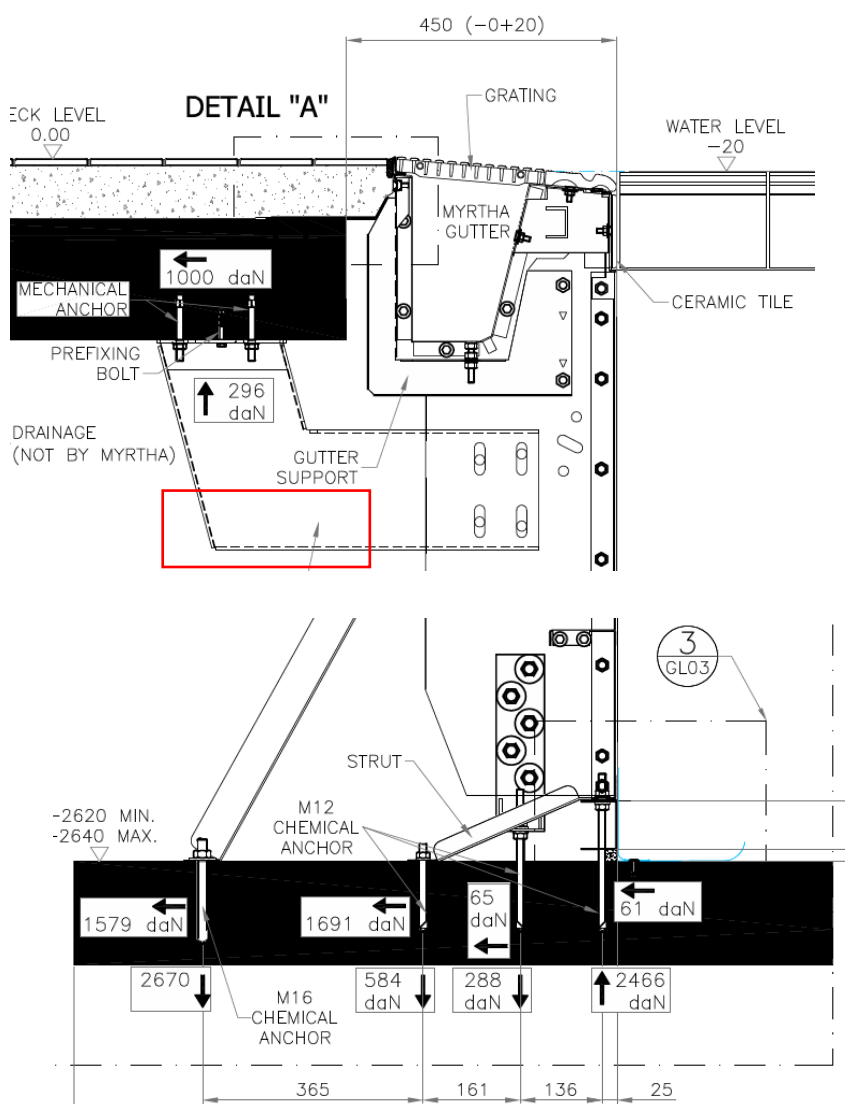 450 (-0+20)
DETAIL "A"
GRATING
ECK LEVEL
0.00
WATER LEVEL
-20
MYRTHA
GUTTER
1000 daN
MECHANICAL
ANCHOR
CERAMIC TILE
PREFIXING
BOLT
296
daN
DRAINAGE
(NOT BY MYRTHA)
GUTTER
SUPPORT
3
GL03
STRUT
M12
CHEMICAL
ANCHOR
-2620 MIN.
-2640 MAX.
1579 daN
1691 daN
65
daN
61 daN
2670
584
daN
288
daN
2466
daN
M16
CHEMICAL
ANCHOR
365
161
136
25